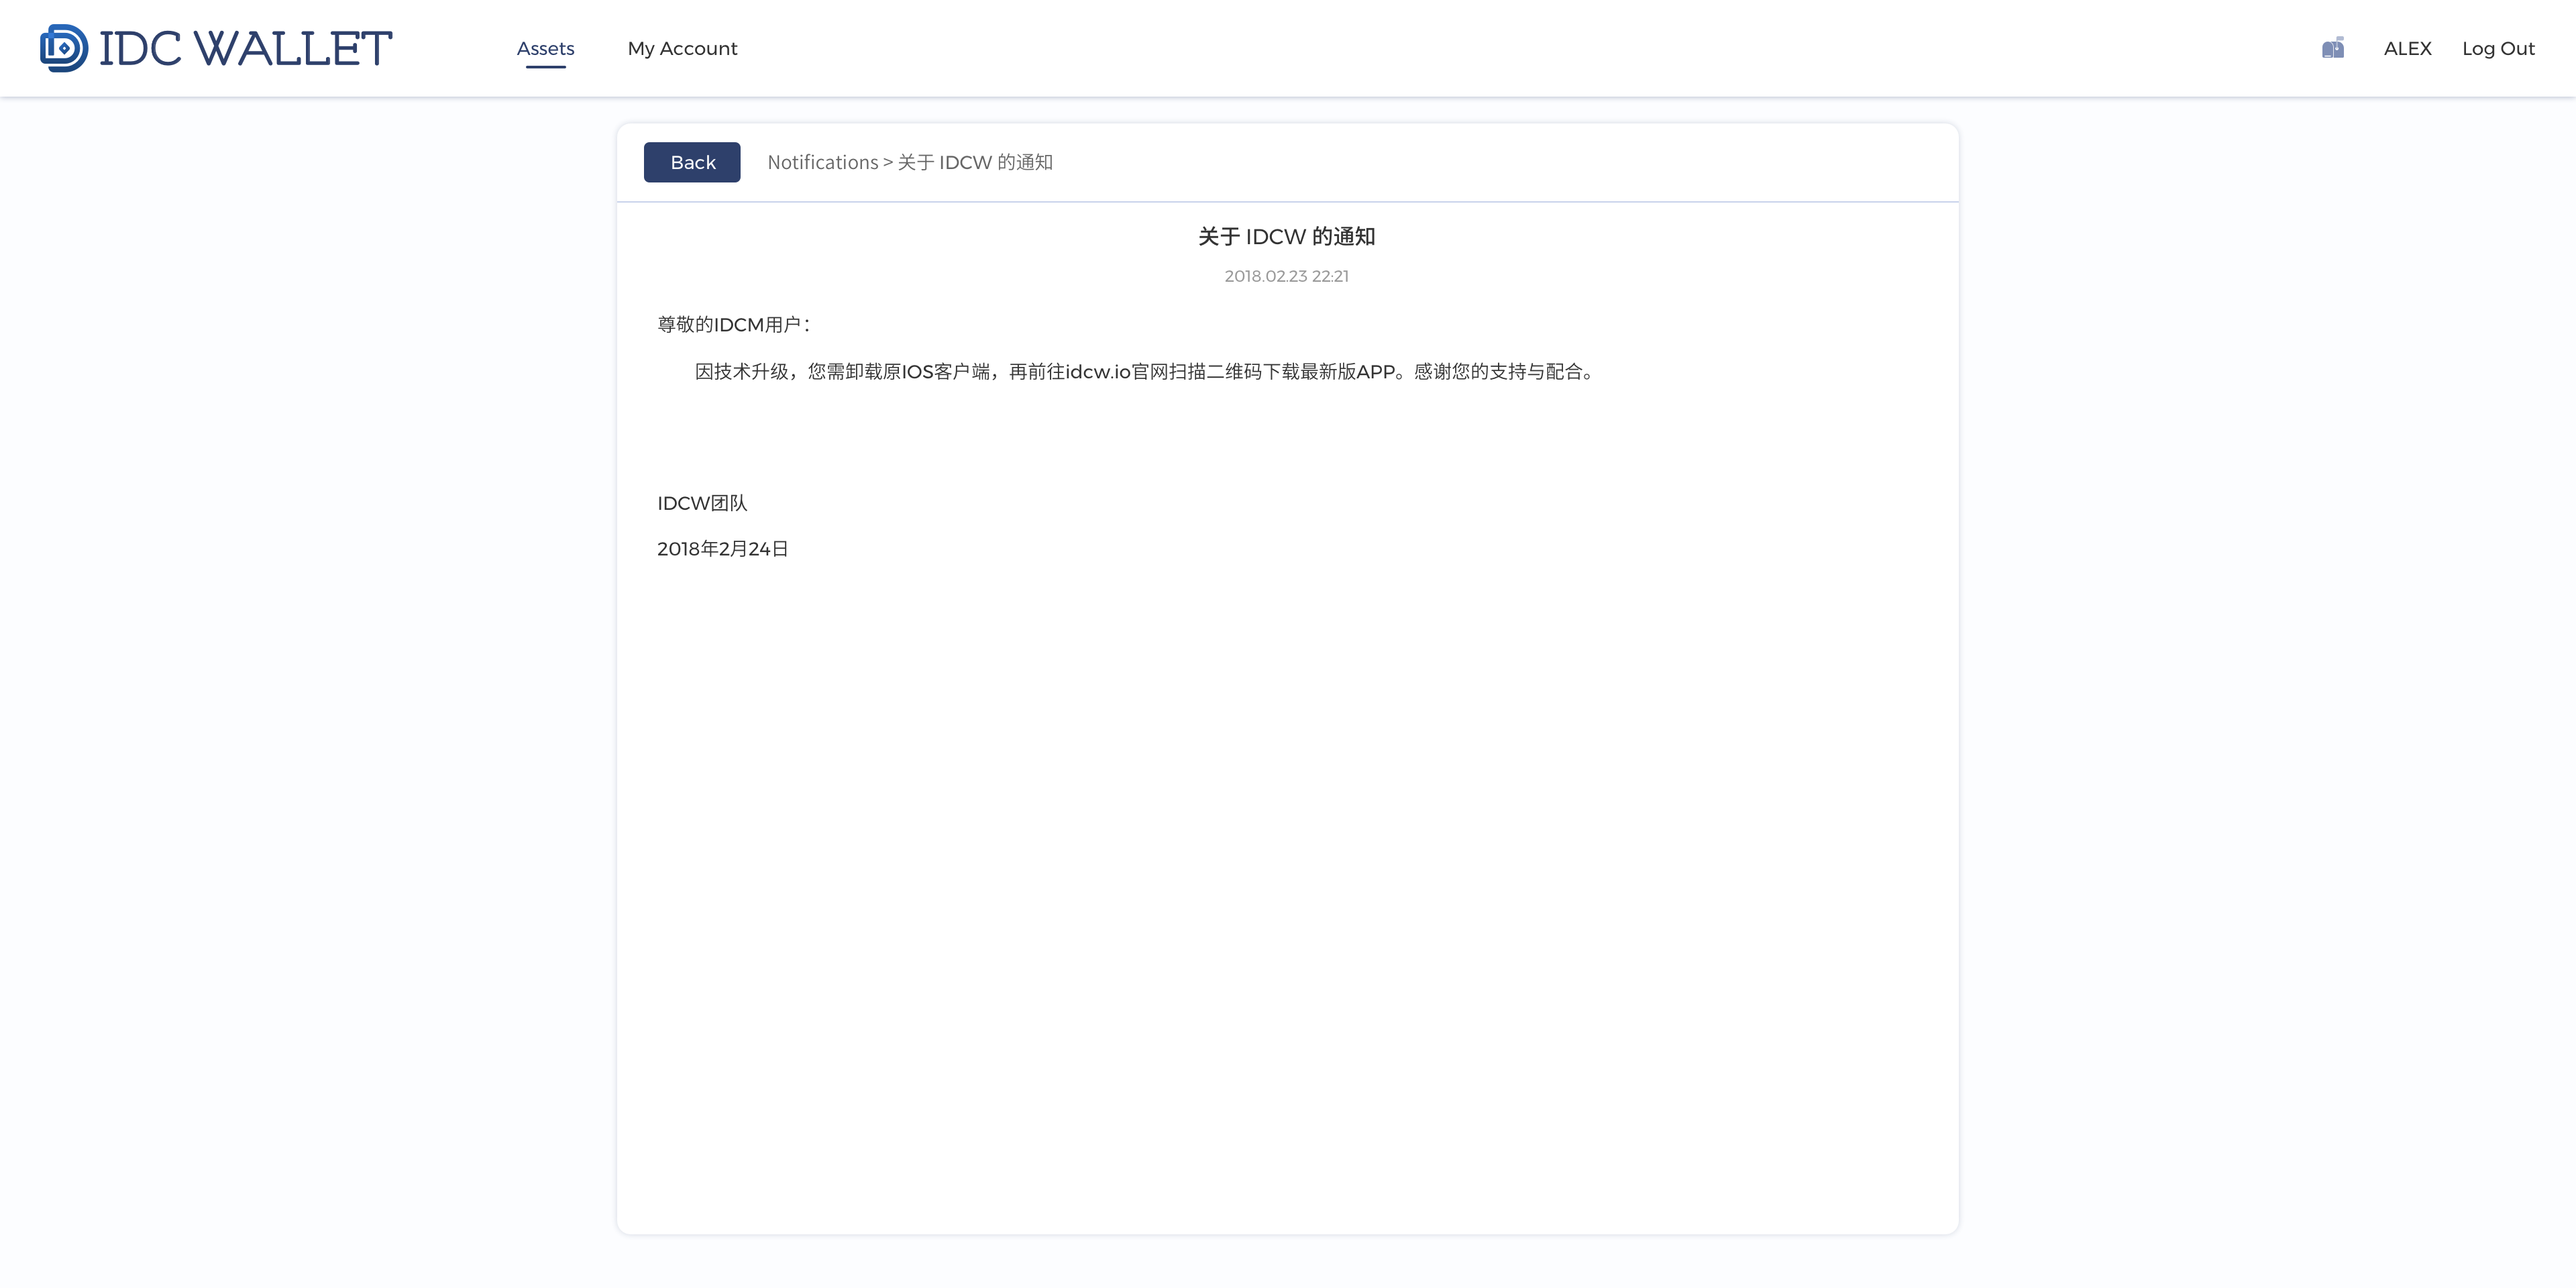 IDC WALLET
Assets
My Account
ALEX
Log Out
Back
Notifications > 关于 IDCW 的通知
关于 IDCW 的通知
2018.02.23 22:21
尊敬的IDCM用户：
因技术升级，您需卸载原IOS客户端，再前往idcw.io官网扫描二维码下载最新版APP。感谢您的支持与配合。
IDCW团队
2018年2月24日